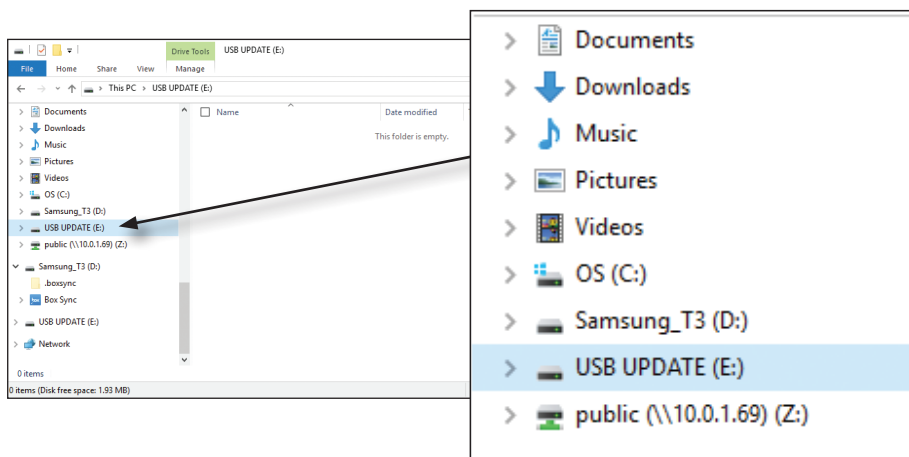 Drive Tools USB UPDATE (E:)
File Home Share View Manage
This PC > USB UPDATE (E:)
Name Date modified
This folder is empty.
Documents
Downloads
Music
Pictures
Videos
OS (C:)
Samsung_T3 (D:)
USB UPDATE (E:)
public (\\10.0.1.69) (Z:)
Samsung_T3 (D:)
.boxsync
Box Sync
USB UPDATE (E:)
Network
0 items
0 items (Disk free space: 1.93 MB)
Documents
Downloads
Music
Pictures
Videos
OS (C:)
Samsung_T3 (D:)
USB UPDATE (E:)
public (\\10.0.1.69) (Z:)